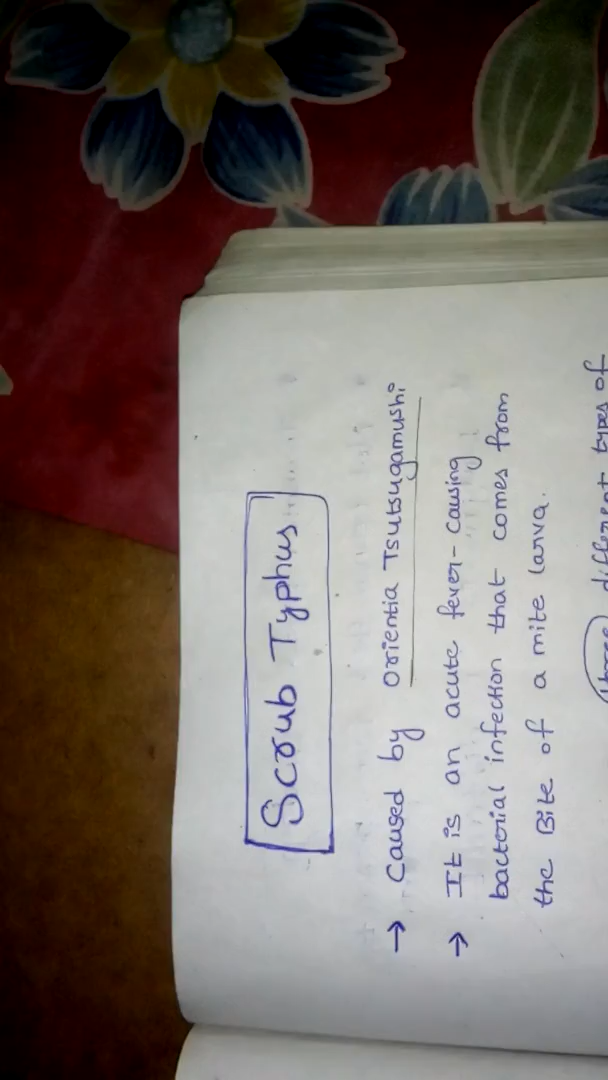 Scrub Typhus
→ Caused by Orientia Tsutsugamushi
→ It is an acute fever-causing
bacterial infection that comes from
the Bite of a mite larva.
different types of